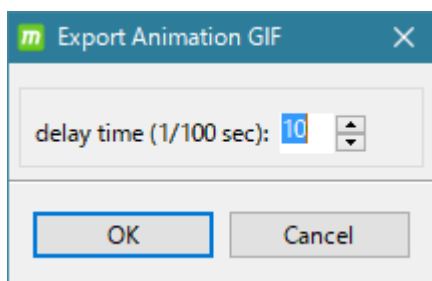 m Export Animation GIF
delay time (1/100 sec): 10
OK Cancel